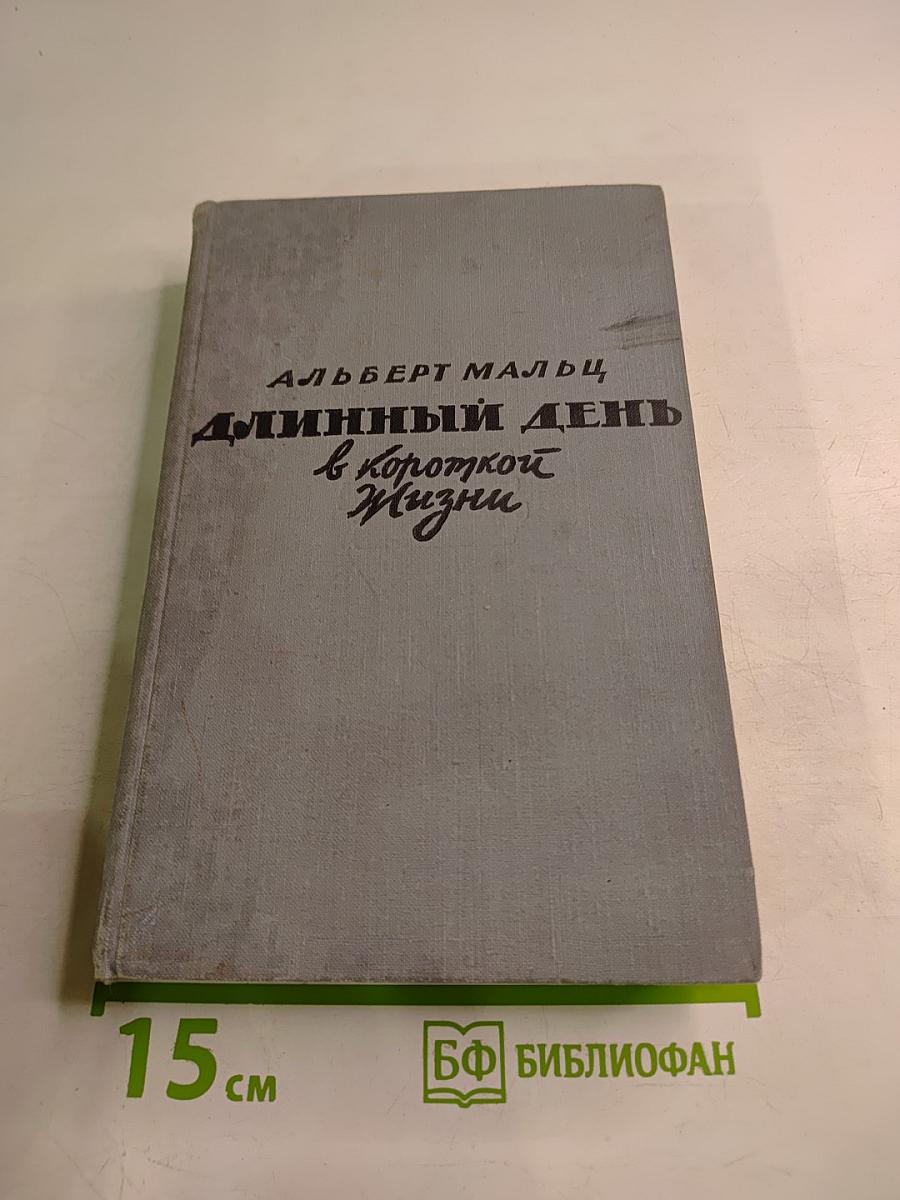 АЛЬБЕРТ МАЛЬЦ
ДЛИННЫЙ ДЕНЬ
в короткой
Жизни
15 см
БФ БИБЛИОФАН